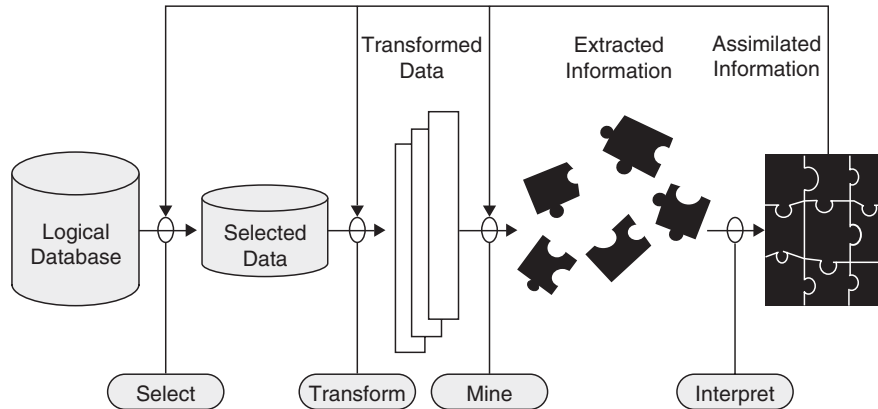 Transformed
Data
Extracted
Information
Assimilated
Information
Logical
Database
Selected
Data
Select
Transform
Mine
Interpret